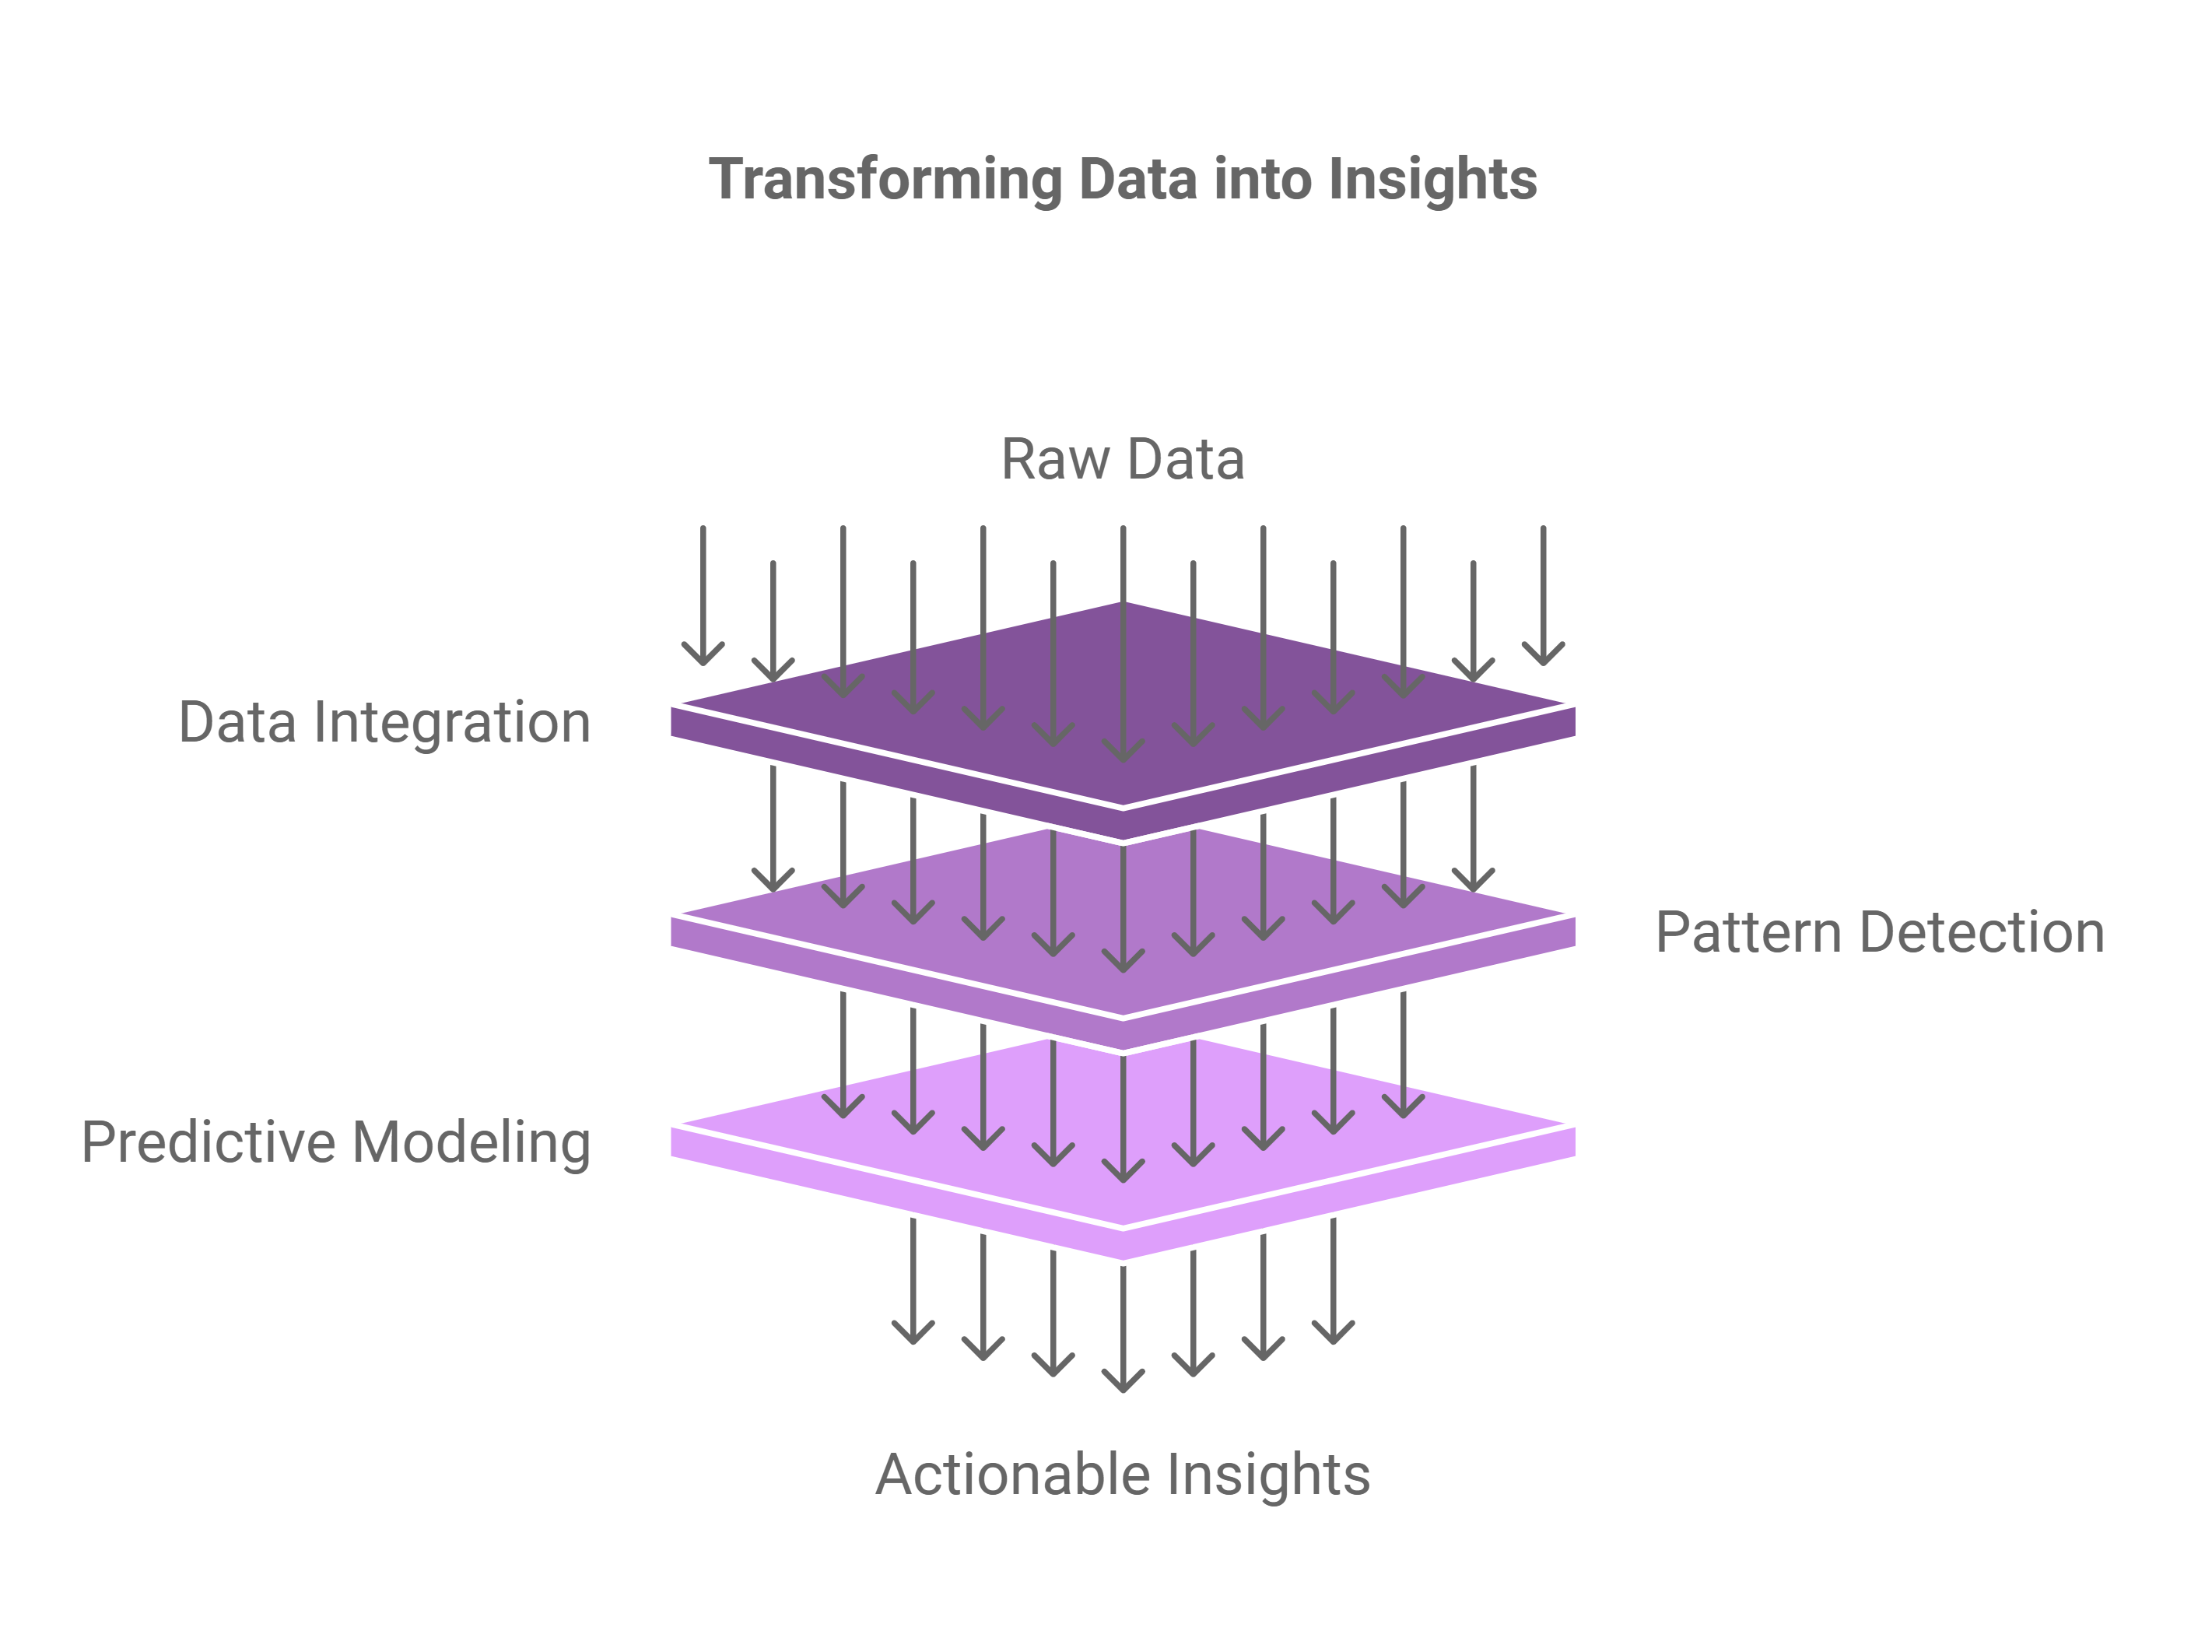 Transforming Data into Insights
Raw Data
Data Integration
Pattern Detection
Predictive Modeling
Actionable Insights